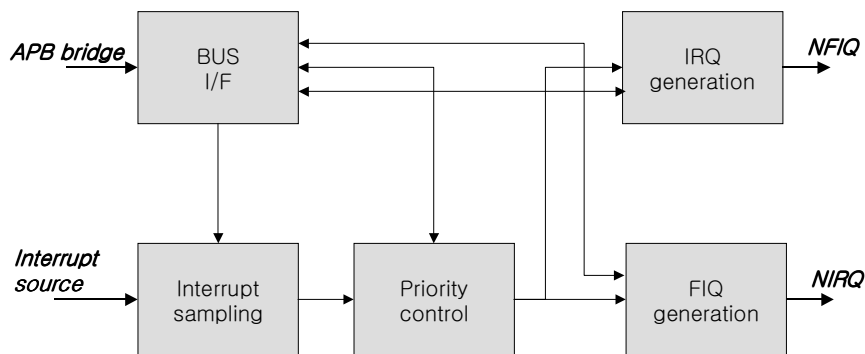 APB bridge
BUS
I/F
IRQ
generation
NFIQ
Interrupt
source
Interrupt
sampling
Priority
control
FIQ
generation
NIRQ